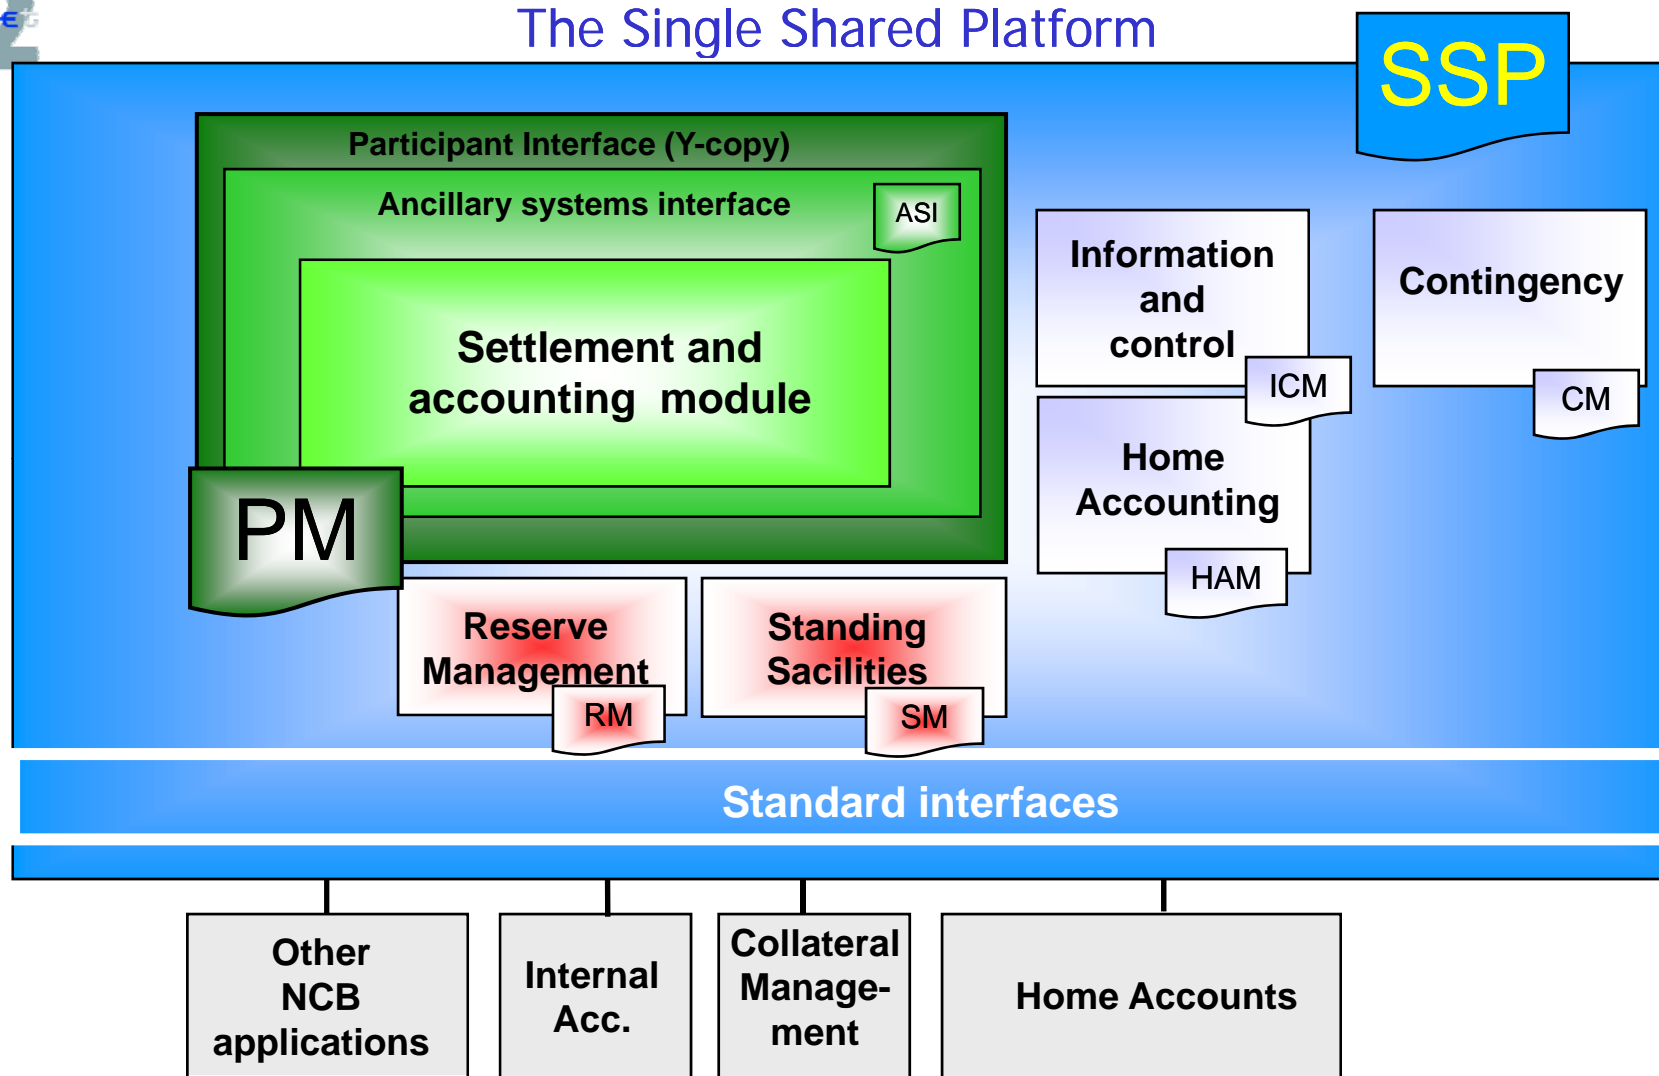 The Single Shared Platform
SSP
Participant Interface (Y-copy)
Ancillary systems interface
ASI
Settlement and
accounting module
PM
Information
and
control
ICM
Contingency
CM
Home
Accounting
HAM
Reserve
Management
RM
Standing
Sacilities
SM
Standard interfaces
Other
NCB
applications
Internal
Acc.
Collateral
Manage-
ment
Home Accounts